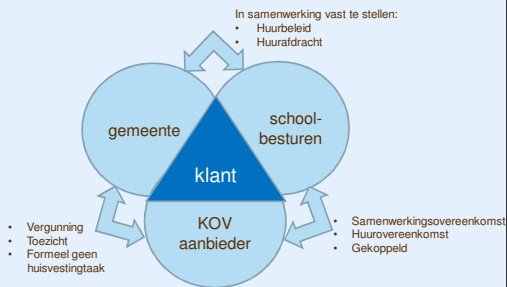 In samenwerking vast te stellen:
• Huurbeleid
• Huurafdracht
gemeente
school-
besturen
klant
KOV
aanbieder
• Vergunning
• Toezicht
• Formeel geen
huisvestingtaak
• Samenwerkingsovereenkomst
• Huurovereenkomst
• Gekoppeld